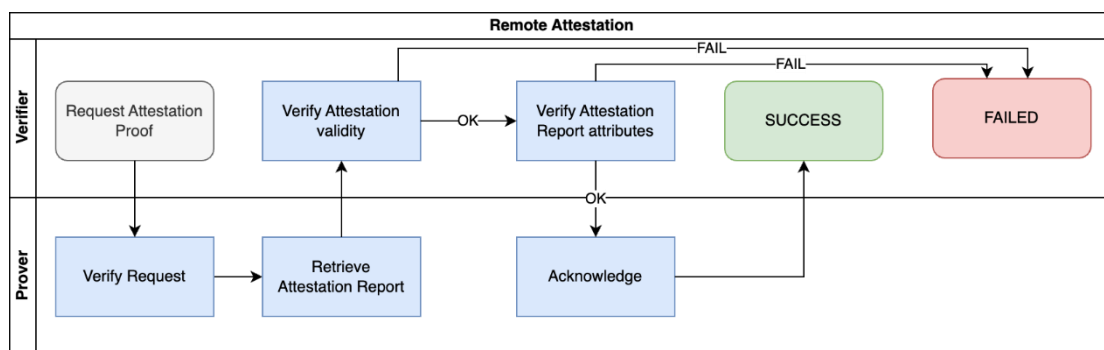 Remote Attestation
Verifier
Request Attestation
Proof
Verify Attestation
validity
OK
Verify Attestation
Report attributes
FAIL
FAIL
SUCCESS
FAILED
OK
Prover
Verify Request
Retrieve
Attestation Report
Acknowledge